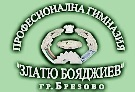 ПРОФЕСИОНАЛНА ГИМНАЗИЯ
"ЗЛАТЮ БОЯДЖИЕВ"
ГР. БРЕЗОВО